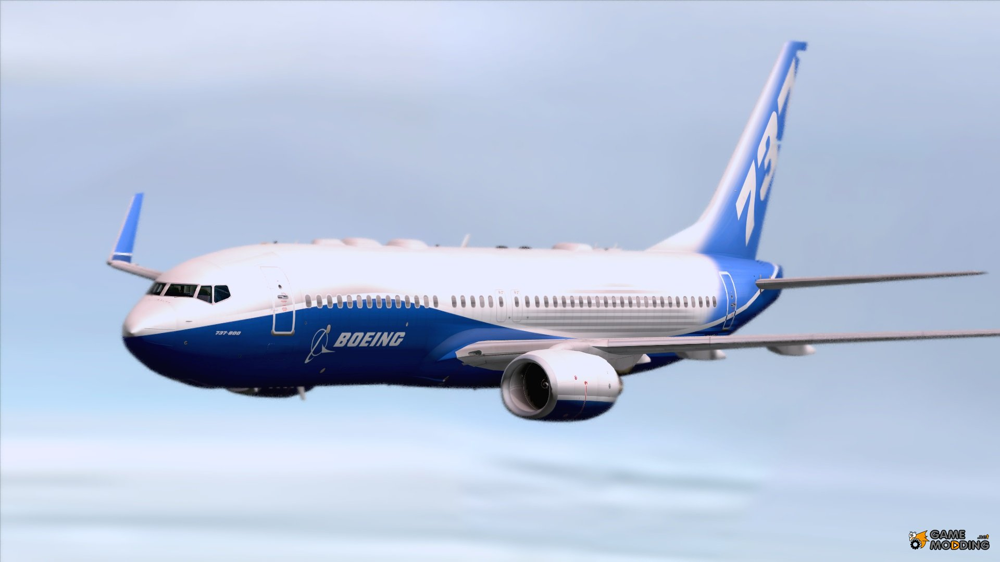 737
737-800
BOEING
GAME .net
MODDING